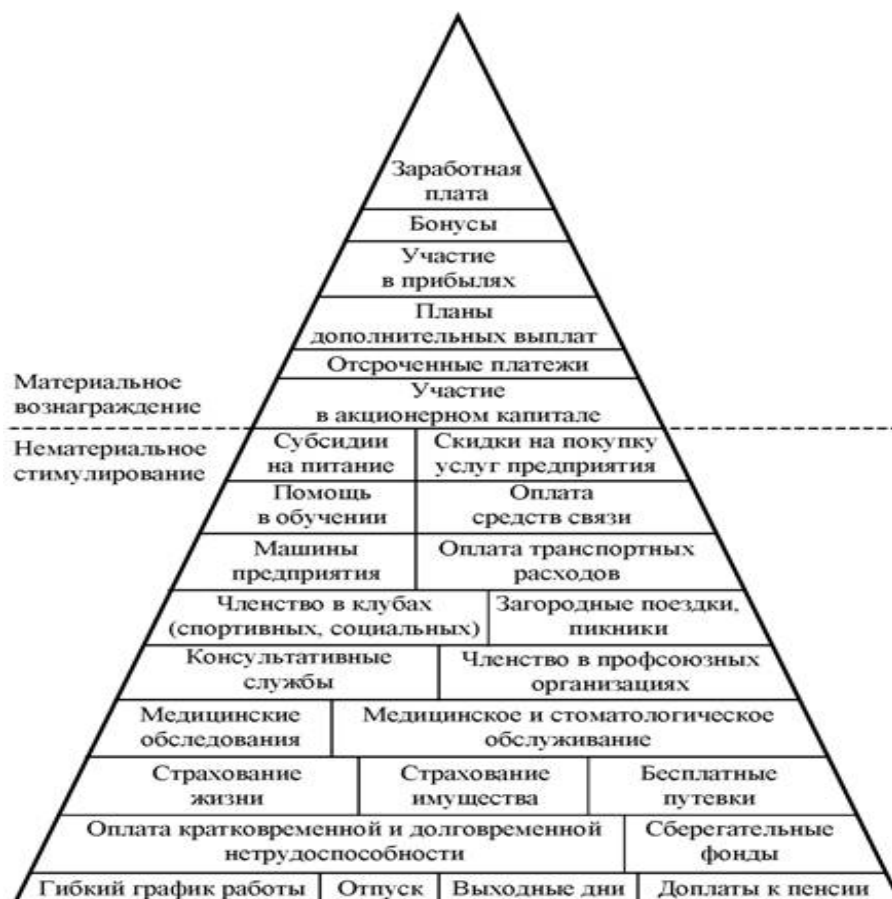 Заработная
плата
Бонусы
Участие
в прибылях
Планы
дополнительных выплат
Отсроченные платежи
Материальное
вознаграждение
Участие
в акционерном капитале
Нематериальное
стимулирование
Субсидии
на питание
Скидки на покупку
услуг предприятия
Помощь
в обучении
Оплата
средств связи
Машины
предприятия
Оплата транспортных
расходов
Членство в клубах
(спортивных, социальных)
Загородные поездки,
пикники
Консультативные
службы
Членство в профсоюзных
организациях
Медицинские
обследования
Медицинское и стоматологическое
обслуживание
Страхование
жизни
Страхование
имущества
Бесплатные
путевки
Оплата кратковременной и долговременной
нетрудоспособности
Сберегательные
фонды
Гибкий график работы
Отпуск
Выходные дни
Доплаты к пенсии